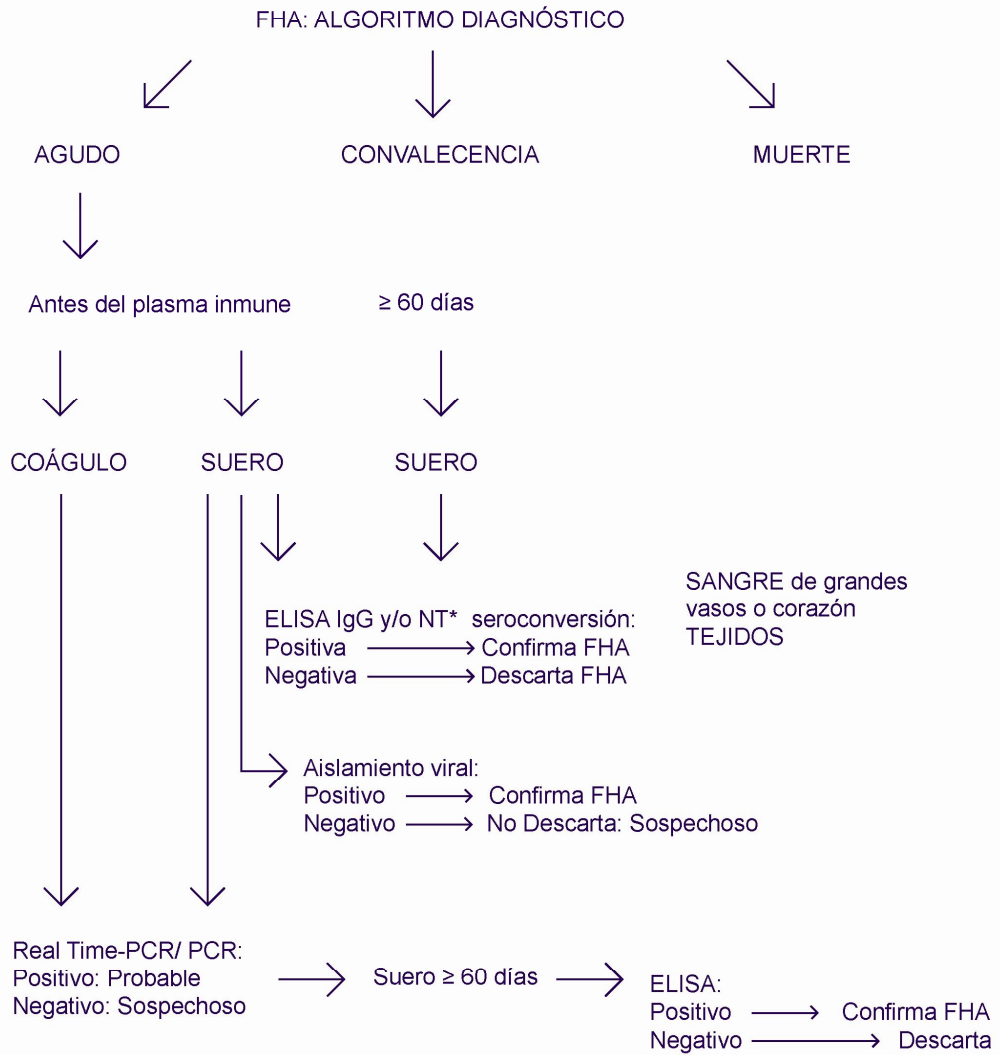 FHA: ALGORITMO DIAGNÓSTICO
AGUDO
CONVALECENCIA
MUERTE
Antes del plasma inmune
≥ 60 días
COÁGULO
SUERO
SUERO
SANGRE de grandes
vasos o corazón
TEJIDOS
ELISA IgG y/o NT* seroconversión:
Positiva Confirma FHA
Negativa Descarta FHA
Aislamiento viral:
Positivo Confirma FHA
Negativo No Descarta: Sospechoso
Real Time-PCR/ PCR:
Positivo: Probable
Negativo: Sospechoso
Suero ≥ 60 días
ELISA:
Positivo Confirma FHA
Negativo Descarta